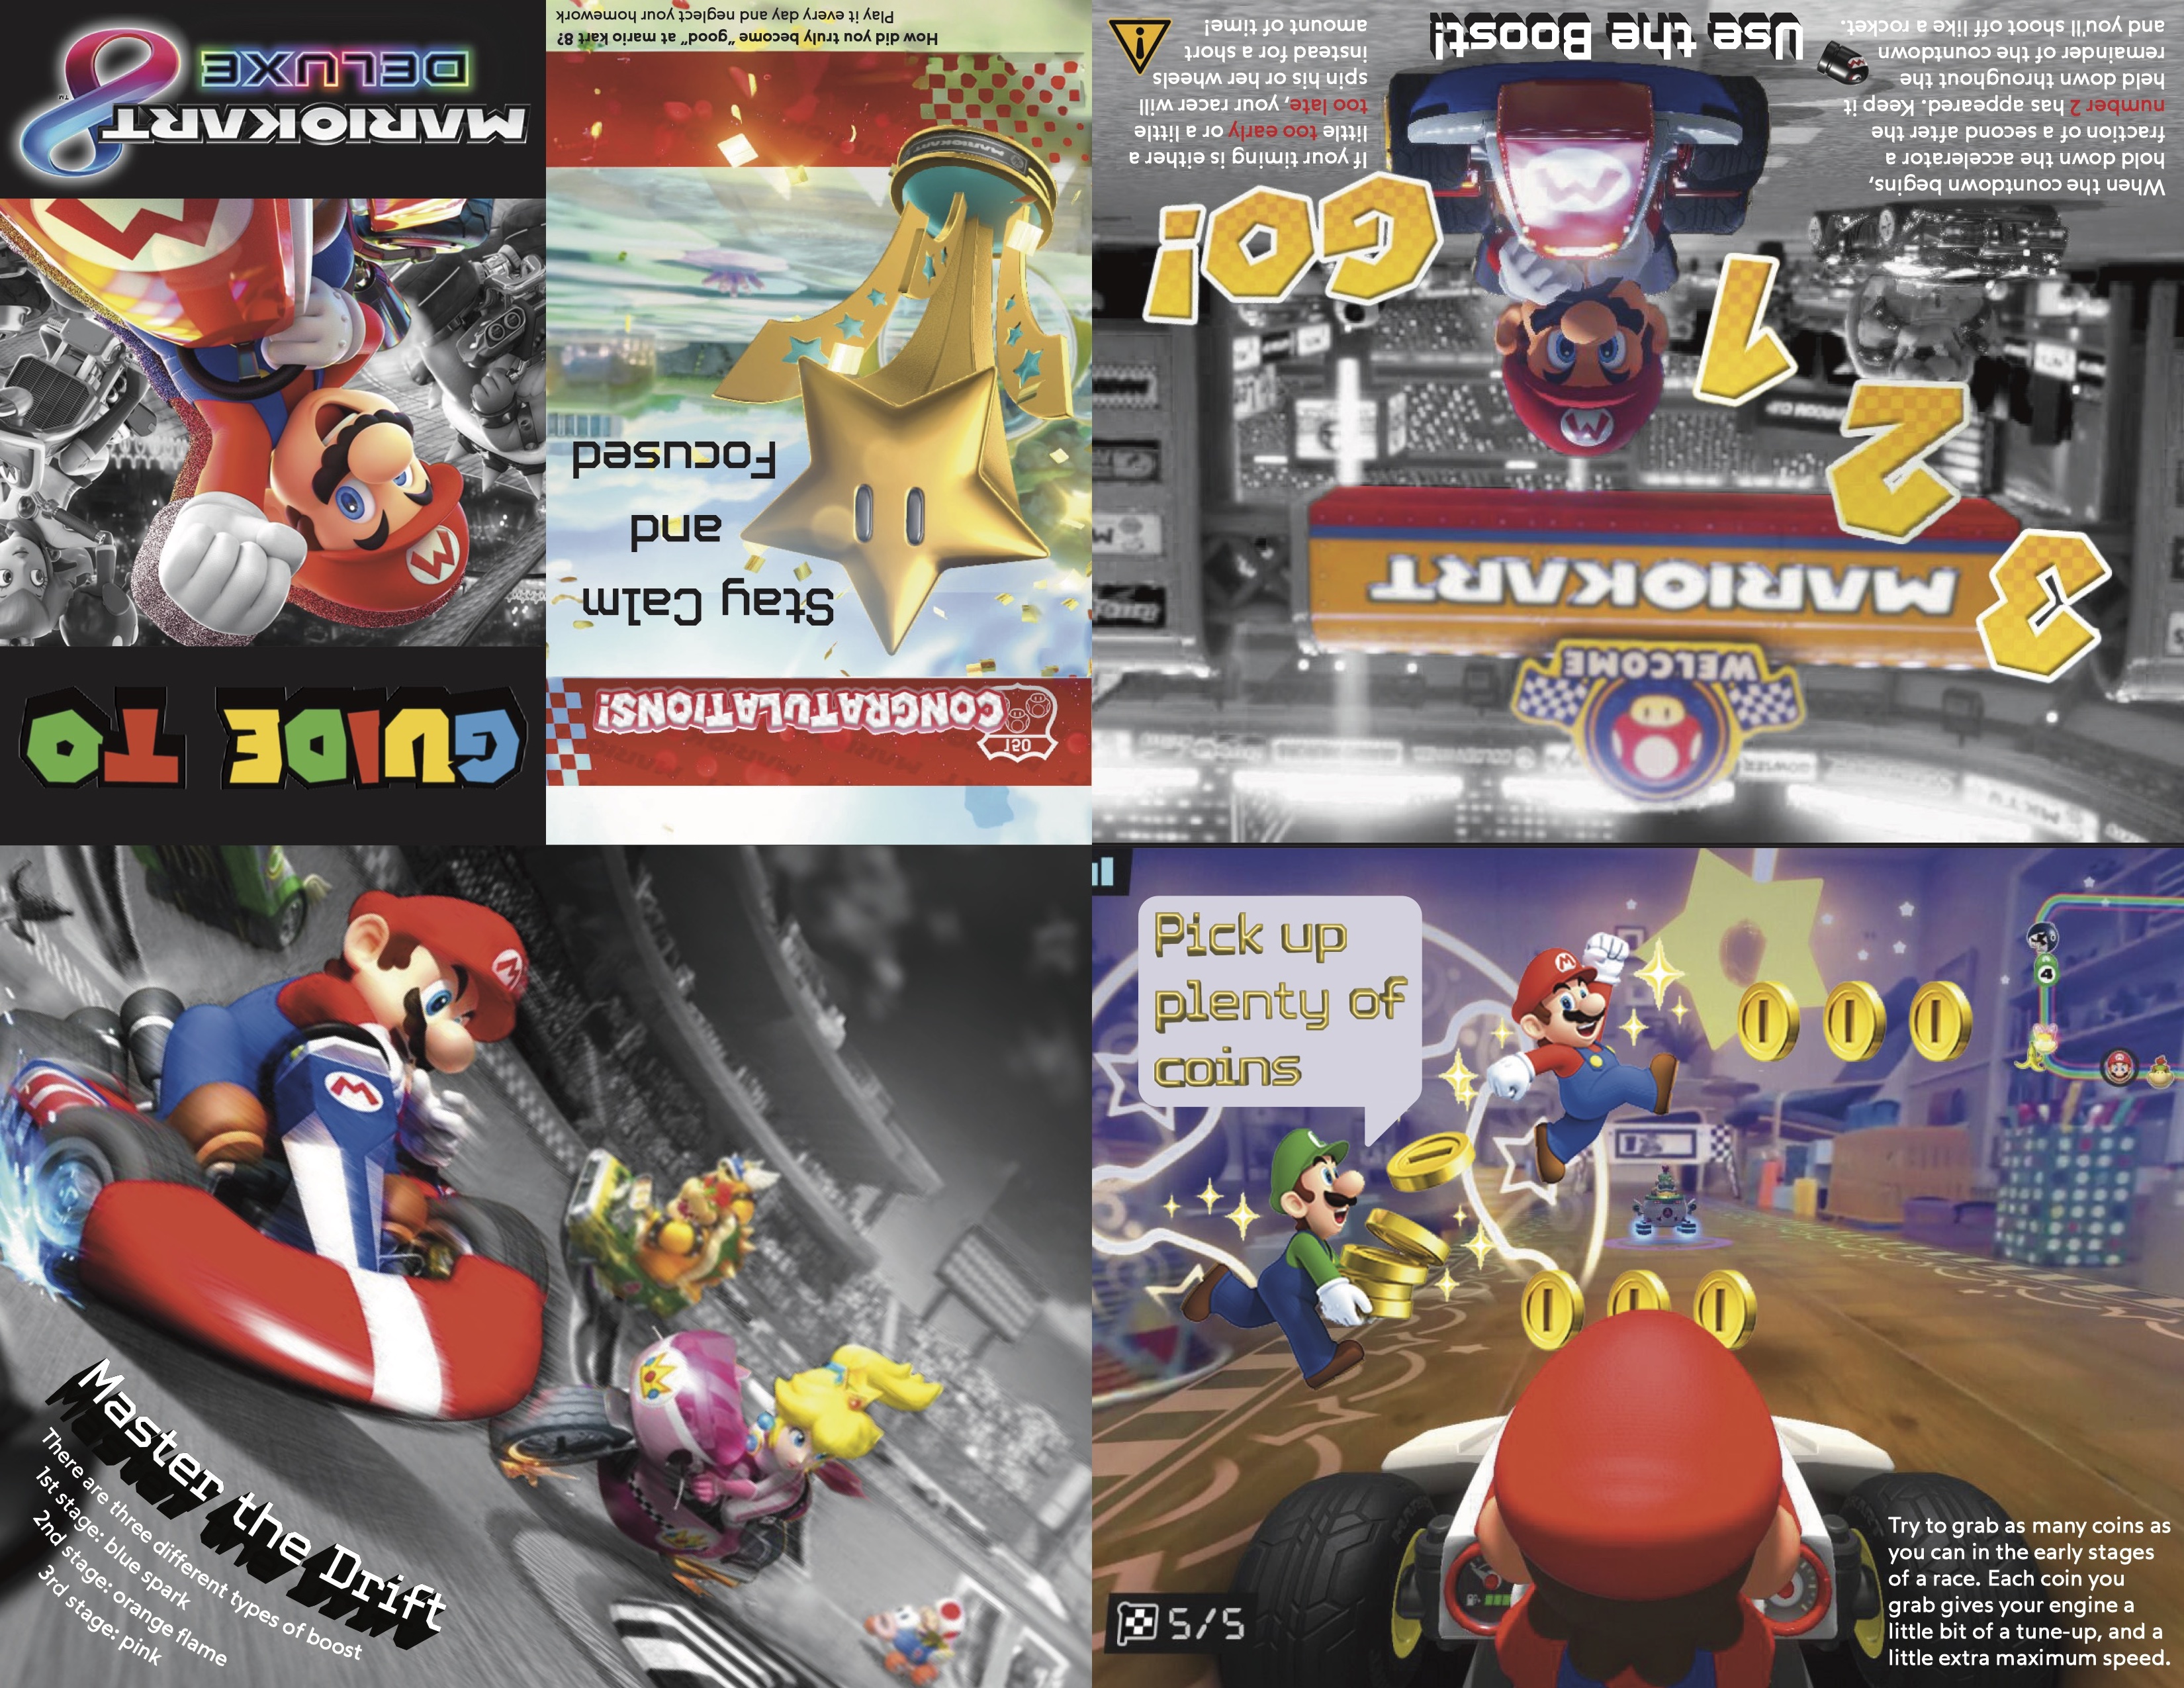 GUIDE TO
MARIOKART
8 DELUXE
TM
150
CONGRATULATIONS!
Stay Calm
and
Focused
MARIOKART
How did you truly become "good" at mario kart 8?
Play it every day and neglect your homework
WELCOME
MARIOKART
3
2
1
GO!
When the countdown begins,
hold down the accelerator a
fraction of a second after the
number 2 has appeared. Keep it
held down throughout the
remainder of the countdown
and you'll shoot off like a rocket.
Use the Boost!
If your timing is either a
little too early or a little
too late, your racer will
spin his or her wheels
instead for a short
amount of time!
Master the Drift
There are three different types of boost
1st stage: blue spark
2nd stage: orange flame
3rd stage: pink
Pick up
plenty of
coins
4
5/5
Try to grab as many coins as
you can in the early stages
of a race. Each coin you
grab gives your engine a
little bit of a tune-up, and a
little extra maximum speed.